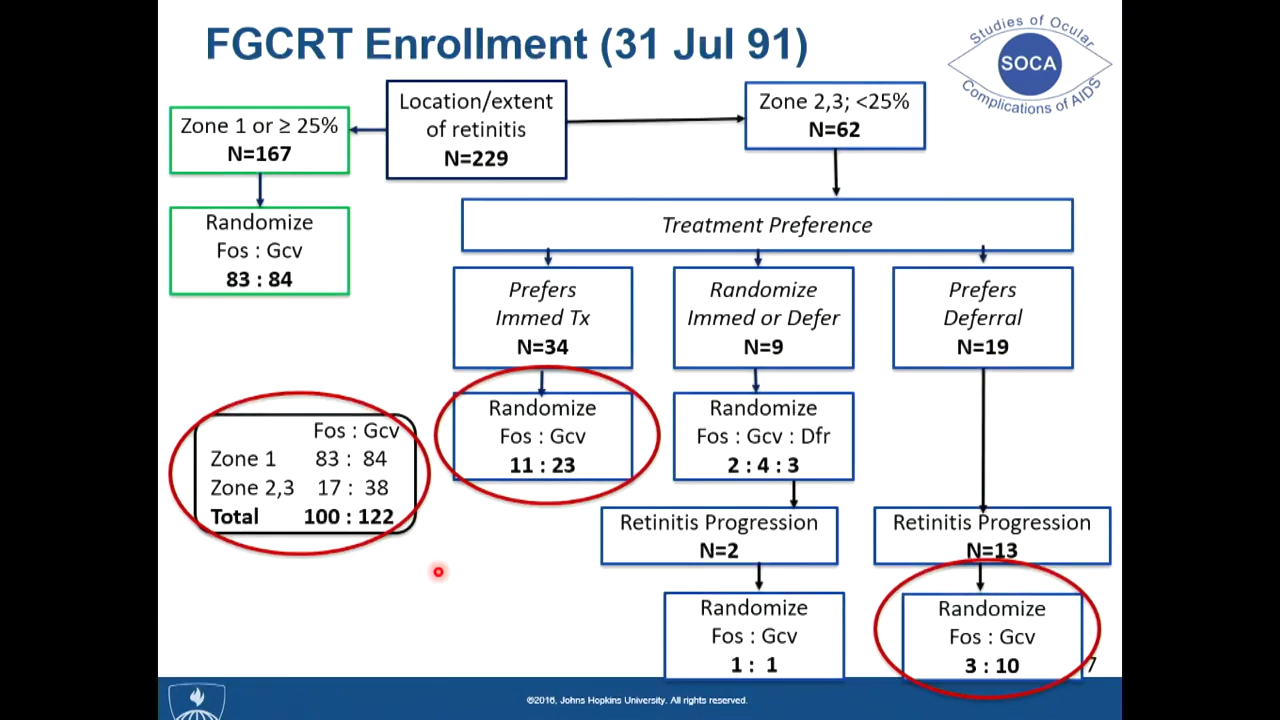 FGCRT Enrollment (31 Jul 91)
Studies of Ocular
SOCA
Complications of AIDS
Location/extent
of retinitis
N=229
Zone 1 or ≥ 25%
N=167
Randomize
Fos : Gcv
83 : 84
Zone 2,3; <25%
N=62
Treatment Preference
Prefers
Immed Tx
N=34
Randomize
Immed or Defer
N=9
Prefers
Deferral
N=19
Randomize
Fos : Gcv
11 : 23
Randomize
Fos : Gcv : Dfr
2 : 4 : 3
Retinitis Progression
N=2
Retinitis Progression
N=13
Randomize
Fos : Gcv
1 : 1
Randomize
Fos : Gcv
3 : 10
Fos : Gcv
Zone 1 83 : 84
Zone 2,3 17 : 38
Total 100 : 122
7
©2016, Johns Hopkins University. All rights reserved.